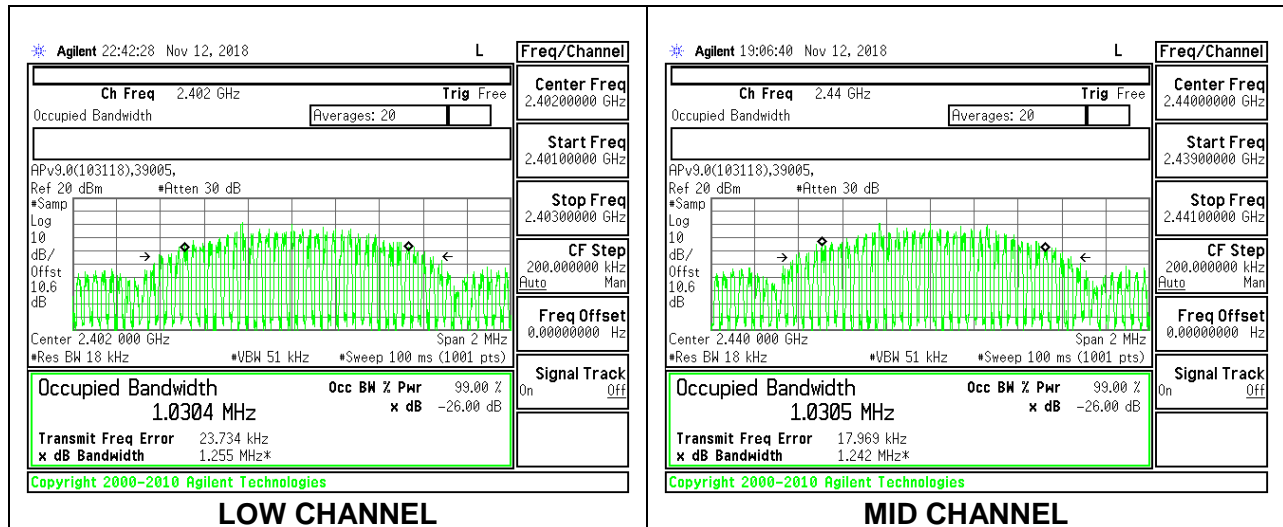 Agilent 22:42:28 Nov 12, 2018 L
Freq/Channel
Ch Freq 2.402 GHz Trig Free
Occupied Bandwidth Averages: 20
APv9.0(103118),39005,
Ref 20 dBm #Atten 30 dB
#Samp
Log
10
dB/
Offst
10.6
dB
Center 2.402 000 GHz Span 2 MHz
#Res BW 18 kHz #VBW 51 kHz #Sweep 100 ms (1001 pts)
Occupied Bandwidth Occ BW % Pwr 99.00 %
1.0304 MHz x dB -26.00 dB
Transmit Freq Error 23.734 kHz
x dB Bandwidth 1.255 MHz*
Copyright 2000-2010 Agilent Technologies
Center Freq
2.40200000 GHz
Start Freq
2.40100000 GHz
Stop Freq
2.40300000 GHz
CF Step
200.000000 kHz
Auto Man
Freq Offset
0.00000000 Hz
Signal Track
On Off
LOW CHANNEL
Agilent 19:06:40 Nov 12, 2018 L
Freq/Channel
Ch Freq 2.44 GHz Trig Free
Occupied Bandwidth Averages: 20
APv9.0(103118),39005,
Ref 20 dBm #Atten 30 dB
#Samp
Log
10
dB/
Offst
10.6
dB
Center 2.440 000 GHz Span 2 MHz
#Res BW 18 kHz #VBW 51 kHz #Sweep 100 ms (1001 pts)
Occupied Bandwidth Occ BW % Pwr 99.00 %
1.0305 MHz x dB -26.00 dB
Transmit Freq Error 17.969 kHz
x dB Bandwidth 1.242 MHz*
Copyright 2000-2010 Agilent Technologies
Center Freq
2.44000000 GHz
Start Freq
2.43900000 GHz
Stop Freq
2.44100000 GHz
CF Step
200.000000 kHz
Auto Man
Freq Offset
0.00000000 Hz
Signal Track
On Off
MID CHANNEL